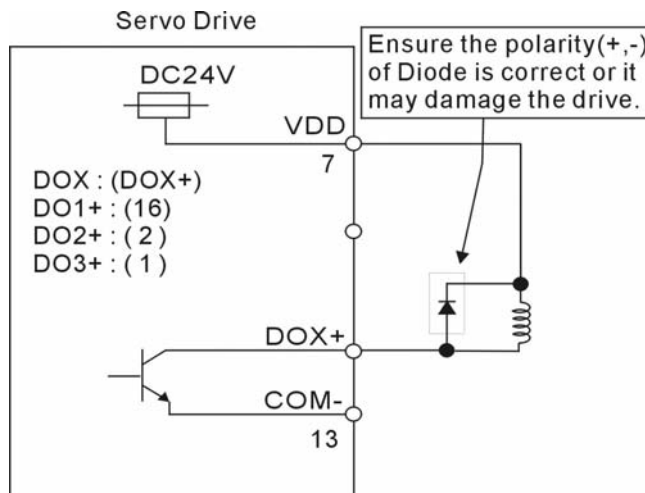 Servo Drive
Ensure the polarity(+,-)
of Diode is correct or it
may damage the drive.
DC24V
VDD
7
DOX : (DOX+)
DO1+ : (16)
DO2+ : ( 2 )
DO3+ : ( 1 )
DOX+
COM-
13